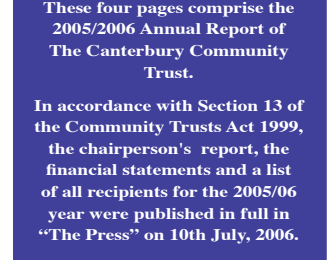 These four pages comprise the
2005/2006 Annual Report of
The Canterbury Community
Trust.
In accordance with Section 13 of
the Community Trusts Act 1999,
the chairperson's  report, the
financial statements and a list
of all recipients for the 2005/06
year were published in full in
“The Press” on 10th July, 2006.